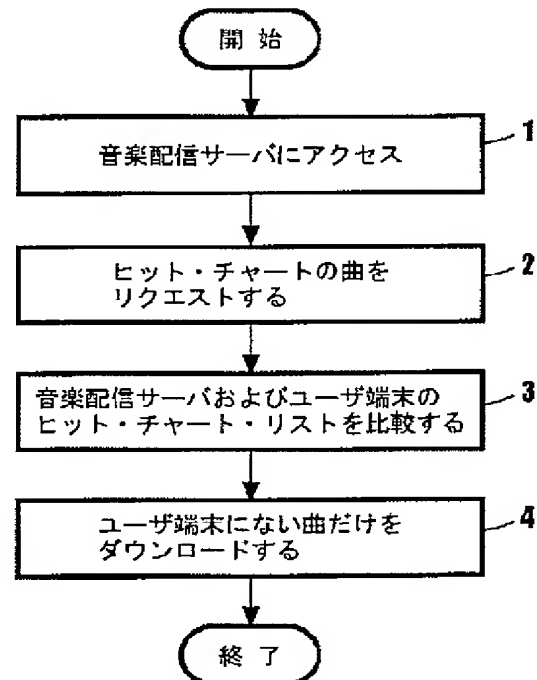 開 始
音楽配信サーバにアクセス
1
ヒット・チャートの曲を
リクエストする
2
音楽配信サーバおよびユーザ端末の
ヒット・チャート・リストを比較する
3
ユーザ端末にない曲だけを
ダウンロードする
4
終 了